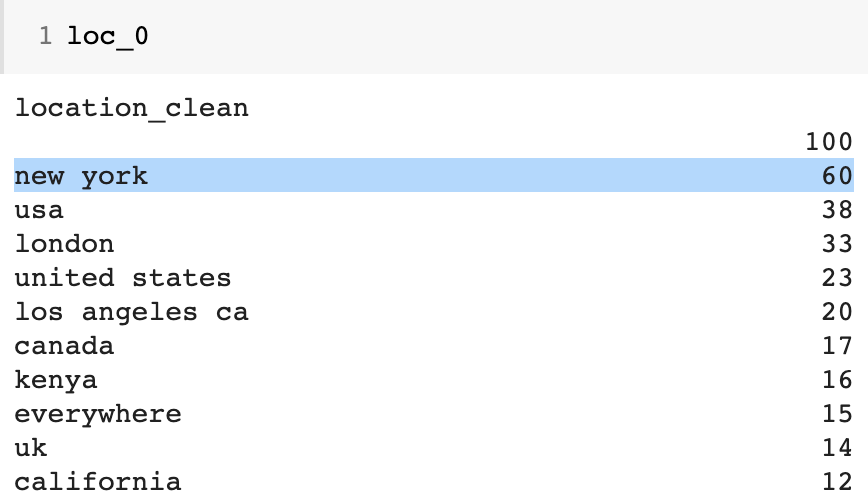 1 loc_0
location_clean
100
new york 60
usa 38
london 33
united states 23
los angeles ca 20
canada 17
kenya 16
everywhere 15
uk 14
california 12